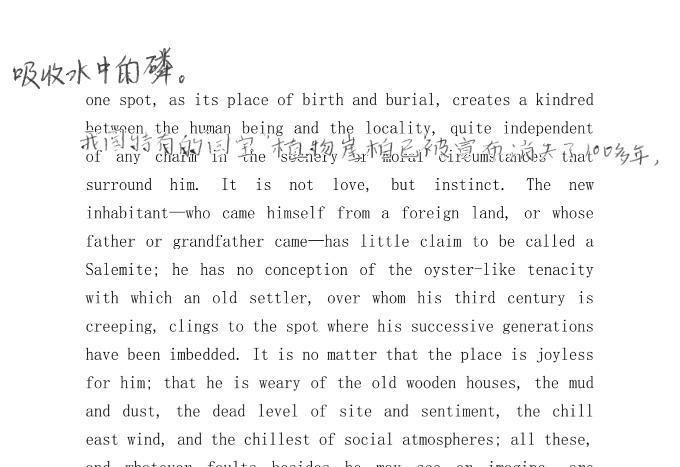 吸收水中的磷。
one spot, as its place of birth and burial, creates a kindred
between the human being and the locality, quite independent
我国特有的国宝植物崖柏已被宣布消失了100多年，
of any charm in the scenery or moral circumstances that
surround him. It is not love, but instinct. The new
inhabitant—who came himself from a foreign land, or whose
father or grandfather came—has little claim to be called a
Salemite; he has no conception of the oyster-like tenacity
with which an old settler, over whom his third century is
creeping, clings to the spot where his successive generations
have been imbedded. It is no matter that the place is joyless
for him; that he is weary of the old wooden houses, the mud
and dust, the dead level of site and sentiment, the chill
east wind, and the chillest of social atmospheres; all these,
and whatever faults besides he may see or imagine, are